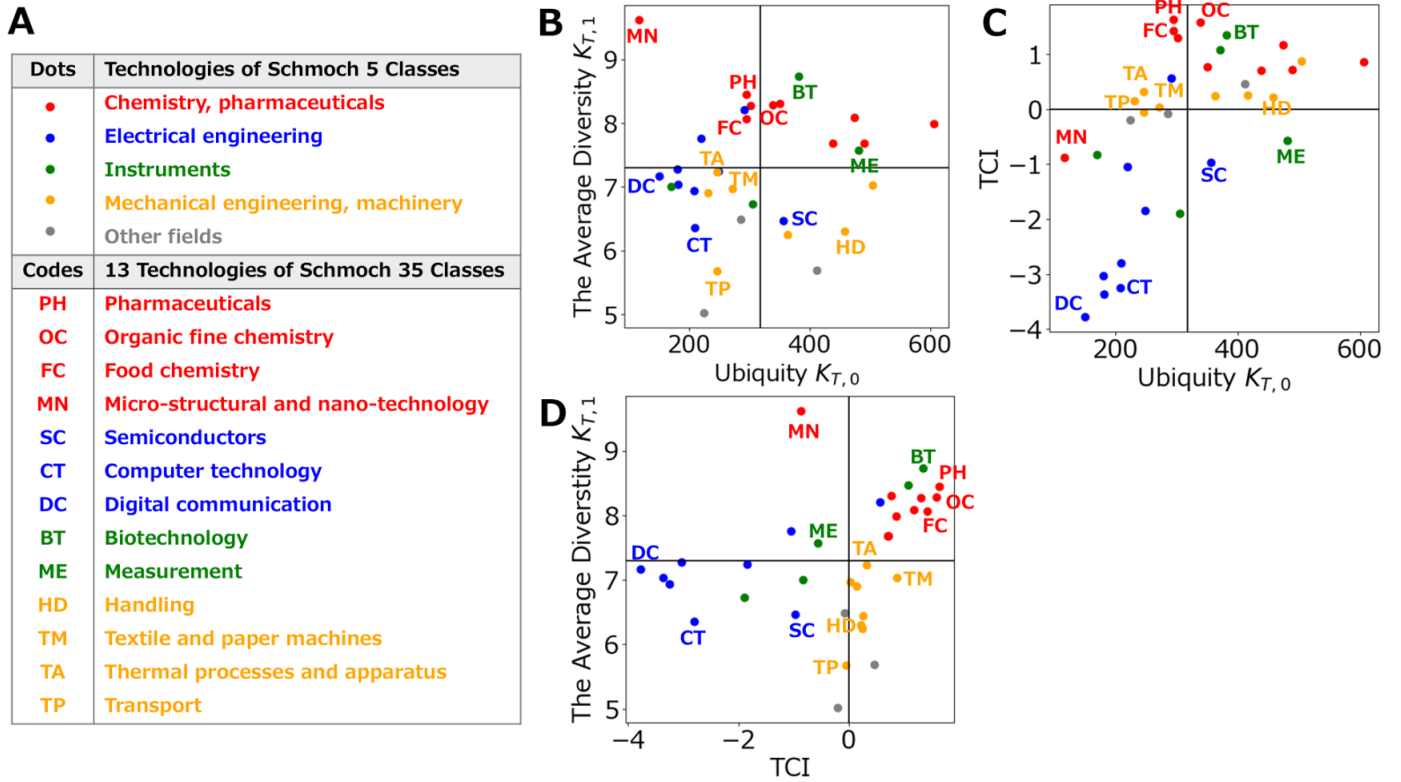 A
Dots Technologies of Schmoch 5 Classes
Chemistry, pharmaceuticals
Electrical engineering
Instruments
Mechanical engineering, machinery
Other fields
Codes 13 Technologies of Schmoch 35 Classes
PH Pharmaceuticals
OC Organic fine chemistry
FC Food chemistry
MN Micro-structural and nano-technology
SC Semiconductors
CT Computer technology
DC Digital communication
BT Biotechnology
ME Measurement
HD Handling
TM Textile and paper machines
TA Thermal processes and apparatus
TP Transport
B
The Average Diversity K_{T,1}
9
8
7
6
5
MN
PH
BT
FC
OC
TA
ME
DC
TM
SC
CT
HD
TP
200 400 600
Ubiquity K_{T,0}
C
TCI
1
0
−1
−2
−3
−4
PH
OC
FC
BT
TA
TM
TP
HD
MN
ME
SC
CT
DC
200 400 600
Ubiquity K_{T,0}
D
The Average Diverstity K_{T,1}
9
8
7
6
5
MN
BT
PH
OC
FC
ME
TA
DC
TM
HD
SC
CT
TP
−4 −2 0
TCI